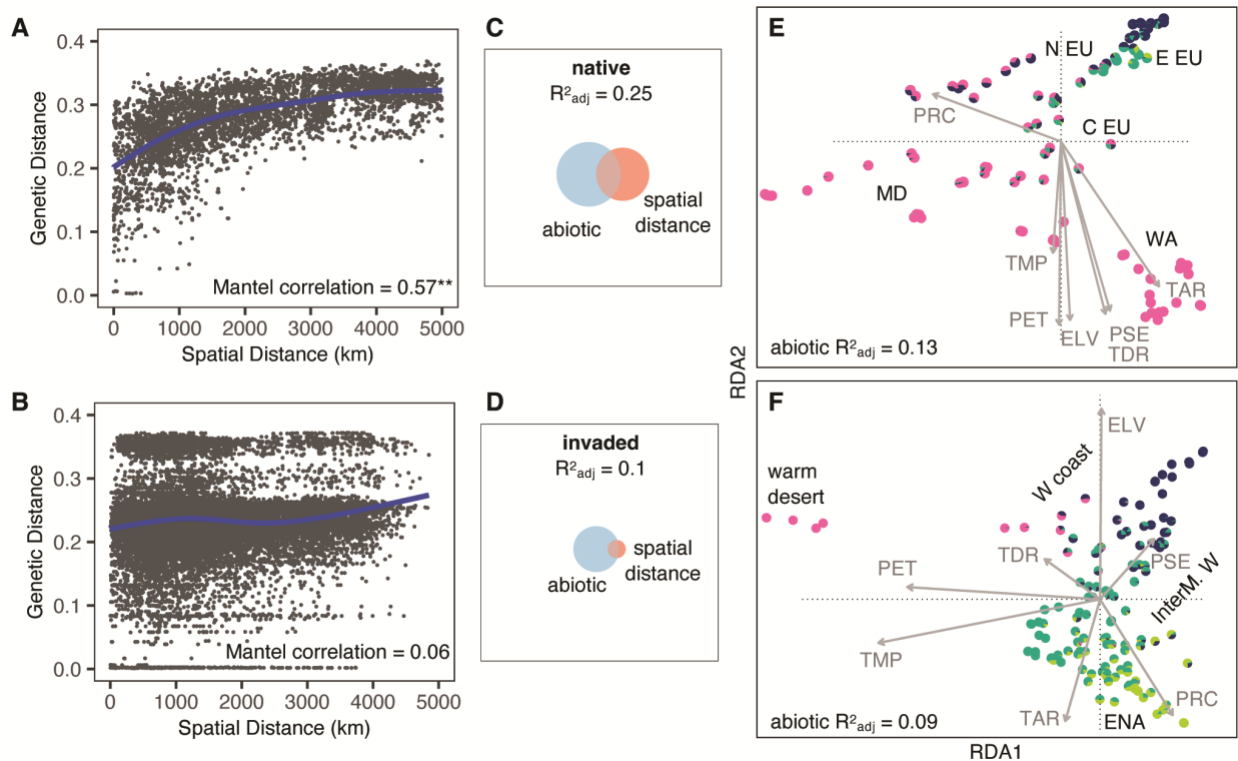 A
0.4
0.3
0.2
0.1
0.0
Genetic Distance
Mantel correlation = 0.57**
0 1000 2000 3000 4000 5000
Spatial Distance (km)
B
0.4
0.3
0.2
0.1
0.0
Genetic Distance
Mantel correlation = 0.06
0 1000 2000 3000 4000 5000
Spatial Distance (km)
C
native
R²adj = 0.25
abiotic
spatial
distance
D
invaded
R²adj = 0.1
abiotic
spatial
distance
RDA2
E
N EU
E EU
PRC
C EU
MD
WA
TMP
TAR
PET
ELV
PSE
TDR
abiotic R²adj = 0.13
F
ELV
W coast
warm
desert
TDR
PSE
PET
InterM. W
TMP
PRC
TAR
ENA
abiotic R²adj = 0.09
RDA1